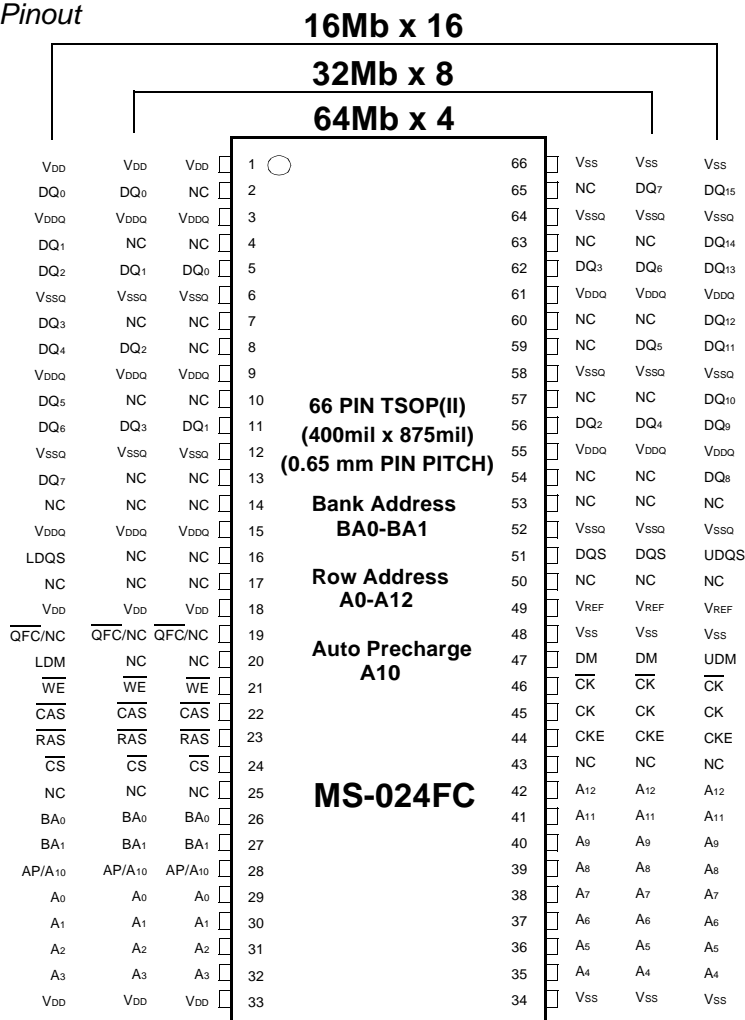 Pinout
16Mb x 16
32Mb x 8
64Mb x 4
VDD VDD VDD 1 66 VSS VSS VSS
DQ0 DQ0 NC 2 65 NC DQ7 DQ15
VDDQ VDDQ VDDQ 3 64 VSSQ VSSQ VSSQ
DQ1 NC NC 4 63 NC NC DQ14
DQ2 DQ1 DQ0 5 62 DQ3 DQ6 DQ13
VSSQ VSSQ VSSQ 6 61 VDDQ VDDQ VDDQ
DQ3 NC NC 7 60 NC NC DQ12
DQ4 DQ2 NC 8 59 NC DQ5 DQ11
VDDQ VDDQ VDDQ 9 58 VSSQ VSSQ VSSQ
DQ5 NC NC 10 57 NC NC DQ10
DQ6 DQ3 DQ1 11 56 DQ2 DQ4 DQ9
VSSQ VSSQ VSSQ 12 55 VDDQ VDDQ VDDQ
DQ7 NC NC 13 54 NC NC DQ8
NC NC NC 14 53 NC NC NC
VDDQ VDDQ VDDQ 15 52 VSSQ VSSQ VSSQ
LDQS NC NC 16 51 DQS DQS UDQS
NC NC NC 17 50 NC NC NC
VDD VDD VDD 18 49 VREF VREF VREF
QFC/NC QFC/NC QFC/NC 19 48 VSS VSS VSS
LDM NC NC 20 47 DM DM UDM
WE WE WE 21 46 CK CK CK
CAS CAS CAS 22 45 CK CK CK
RAS RAS RAS 23 44 CKE CKE CKE
CS CS CS 24 43 NC NC NC
NC NC NC 25 42 A12 A12 A12
BA0 BA0 BA0 26 41 A11 A11 A11
BA1 BA1 BA1 27 40 A9 A9 A9
AP/A10 AP/A10 AP/A10 28 39 A8 A8 A8
A0 A0 A0 29 38 A7 A7 A7
A1 A1 A1 30 37 A6 A6 A6
A2 A2 A2 31 36 A5 A5 A5
A3 A3 A3 32 35 A4 A4 A4
VDD VDD VDD 33 34 VSS VSS VSS
66 PIN TSOP(II)
(400mil x 875mil)
(0.65 mm PIN PITCH)
Bank Address
BA0-BA1
Row Address
A0-A12
Auto Precharge
A10
MS-024FC